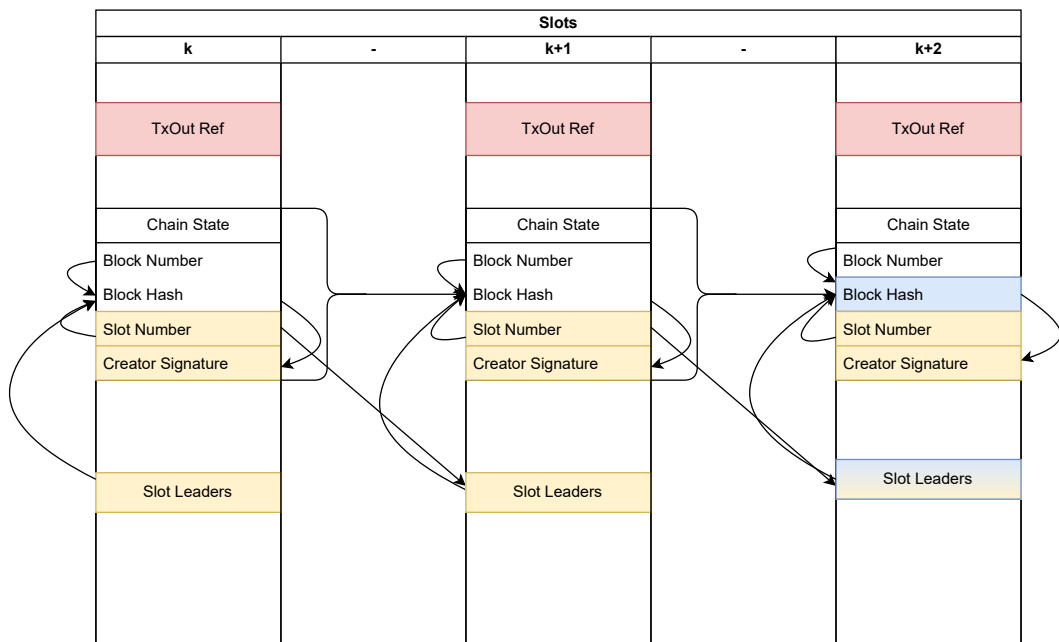 Slots
k - k+1 - k+2
TxOut Ref TxOut Ref TxOut Ref
Chain State Chain State Chain State
Block Number Block Number Block Number
Block Hash Block Hash Block Hash
Slot Number Slot Number Slot Number
Creator Signature Creator Signature Creator Signature
Slot Leaders Slot Leaders Slot Leaders